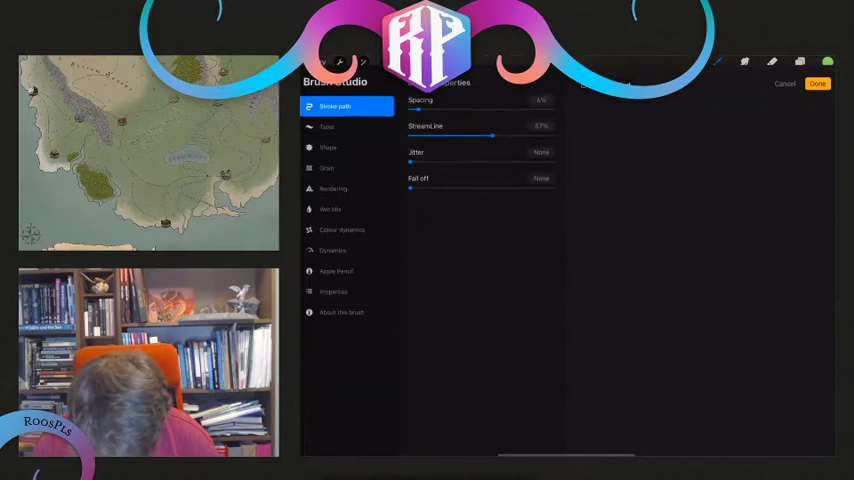 RP
Brush Studio
Stroke path
Taper
Shape
Grain
Rendering
Wet Mix
Colour dynamics
Dynamics
Apple Pencil
Properties
About this brush
Spacing 6%
StreamLine 57%
Jitter None
Fall off None
Cancel Done
RoosPls